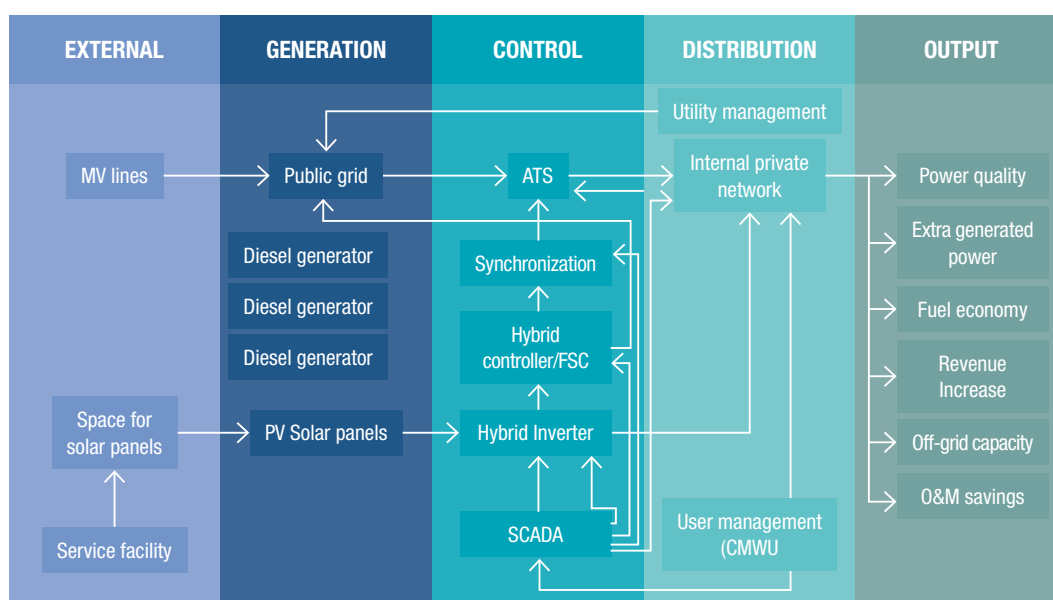 EXTERNAL
GENERATION
CONTROL
DISTRIBUTION
OUTPUT
Utility management
MV lines
Public grid
ATS
Internal private
network
Power quality
Diesel generator
Synchronization
Extra generated
power
Diesel generator
Fuel economy
Diesel generator
Hybrid
controller/FSC
Revenue
Increase
Space for
solar panels
PV Solar panels
Hybrid Inverter
Off-grid capacity
O&M savings
Service facility
SCADA
User management
(CMWU